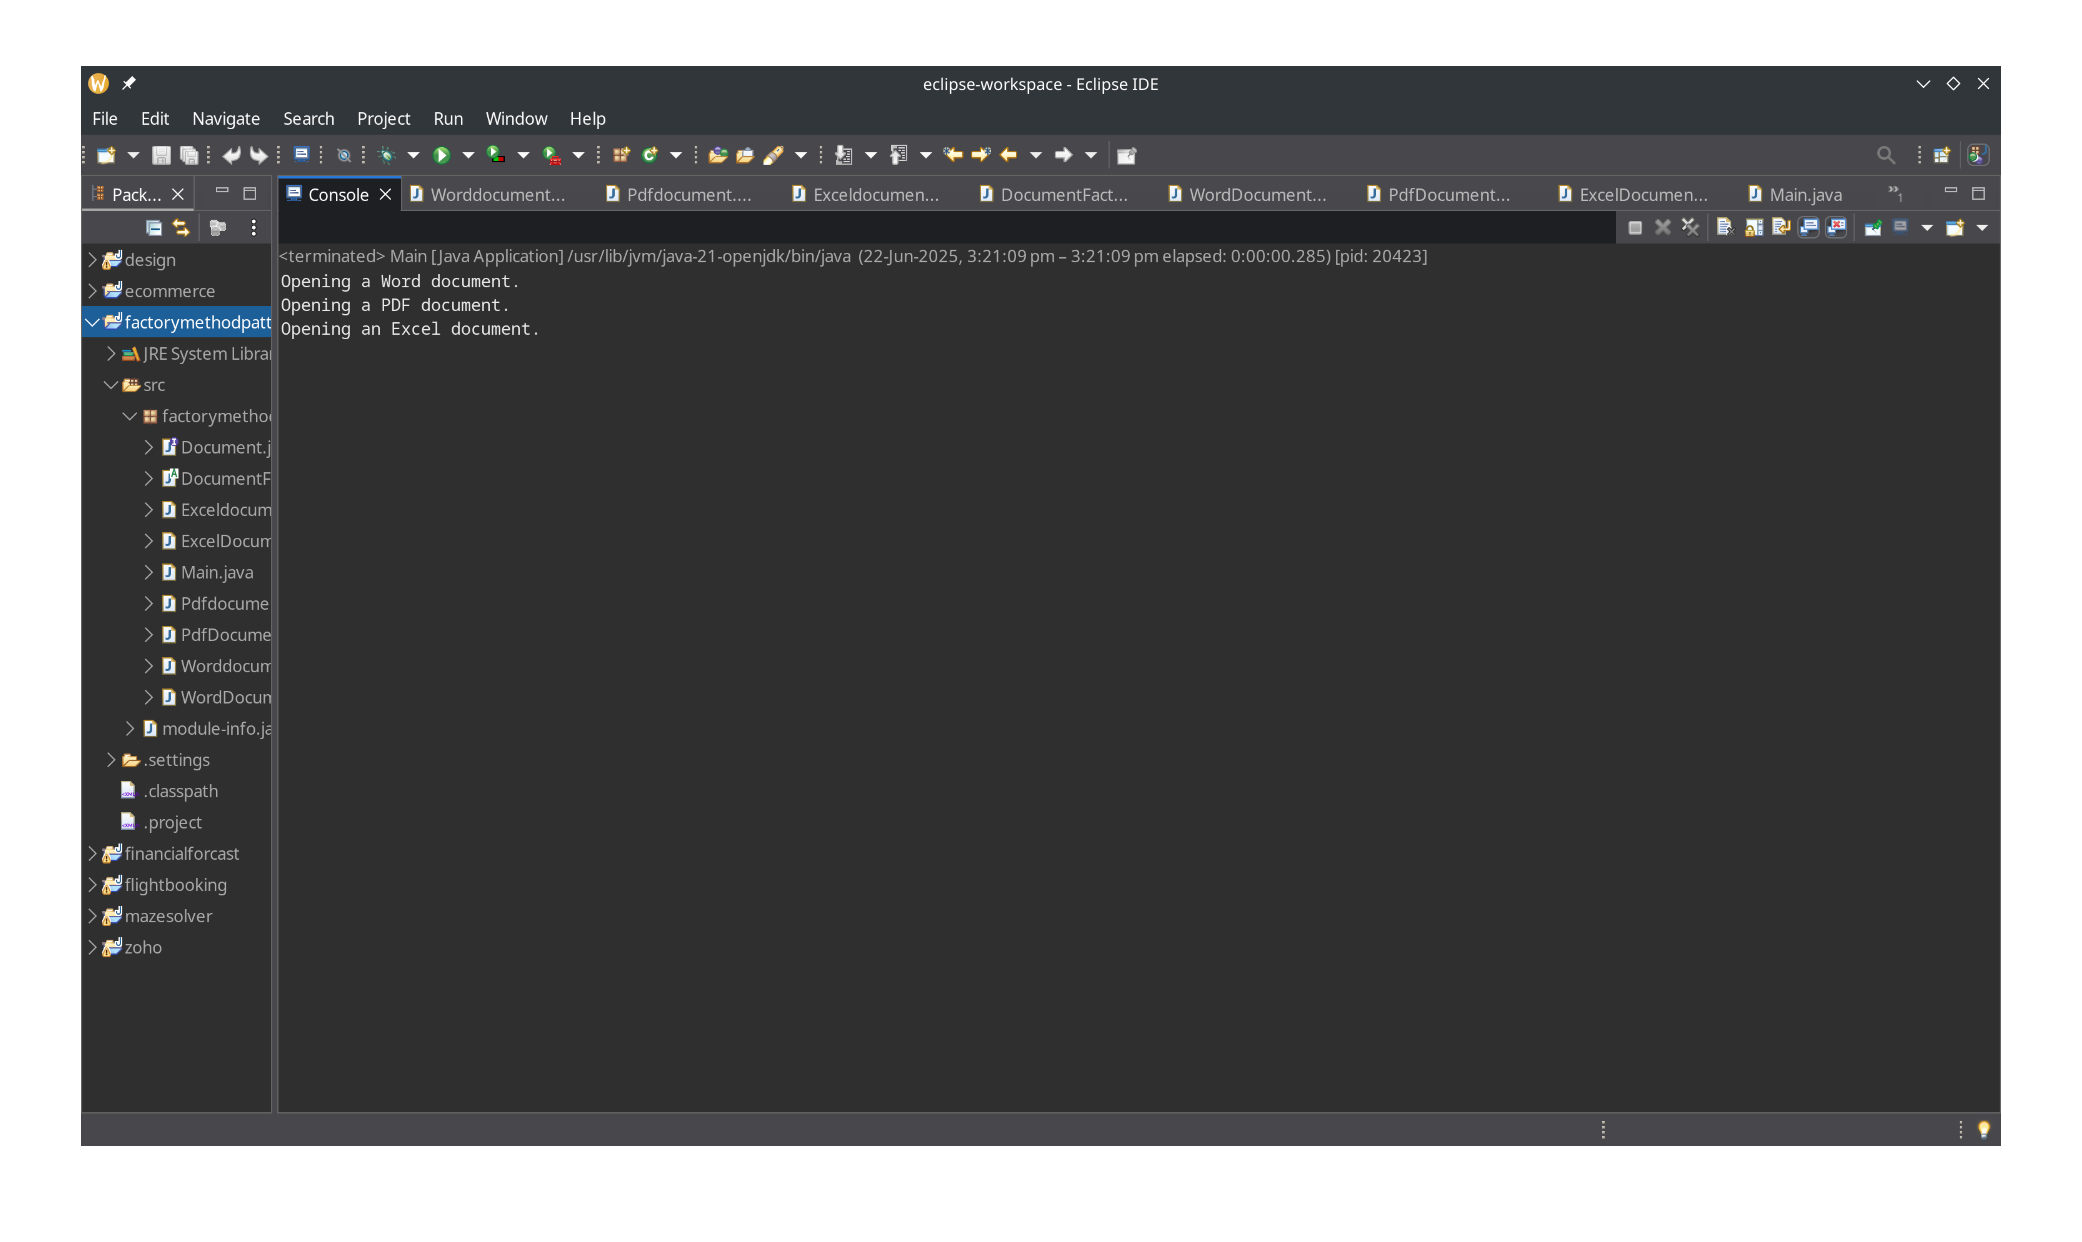 eclipse-workspace - Eclipse IDE
File Edit Navigate Search Project Run Window Help
Pack...
Console Worddocument... Pdfdocument.... Exceldocumen... DocumentFact... WordDocument... PdfDocument... ExcelDocumen... Main.java "1
<terminated> Main [Java Application] /usr/lib/jvm/java-21-openjdk/bin/java (22-Jun-2025, 3:21:09 pm – 3:21:09 pm elapsed: 0:00:00.285) [pid: 20423]
Opening a Word document.
Opening a PDF document.
Opening an Excel document.
design
ecommerce
factorymethodpatt
JRE System Libra
src
factorymethod
Document.j
DocumentF
Exceldocum
ExcelDocum
Main.java
Pdfdocume
PdfDocume
Worddocum
WordDocum
module-info.ja
.settings
.classpath
.project
financialforcast
flightbooking
mazesolver
zoho